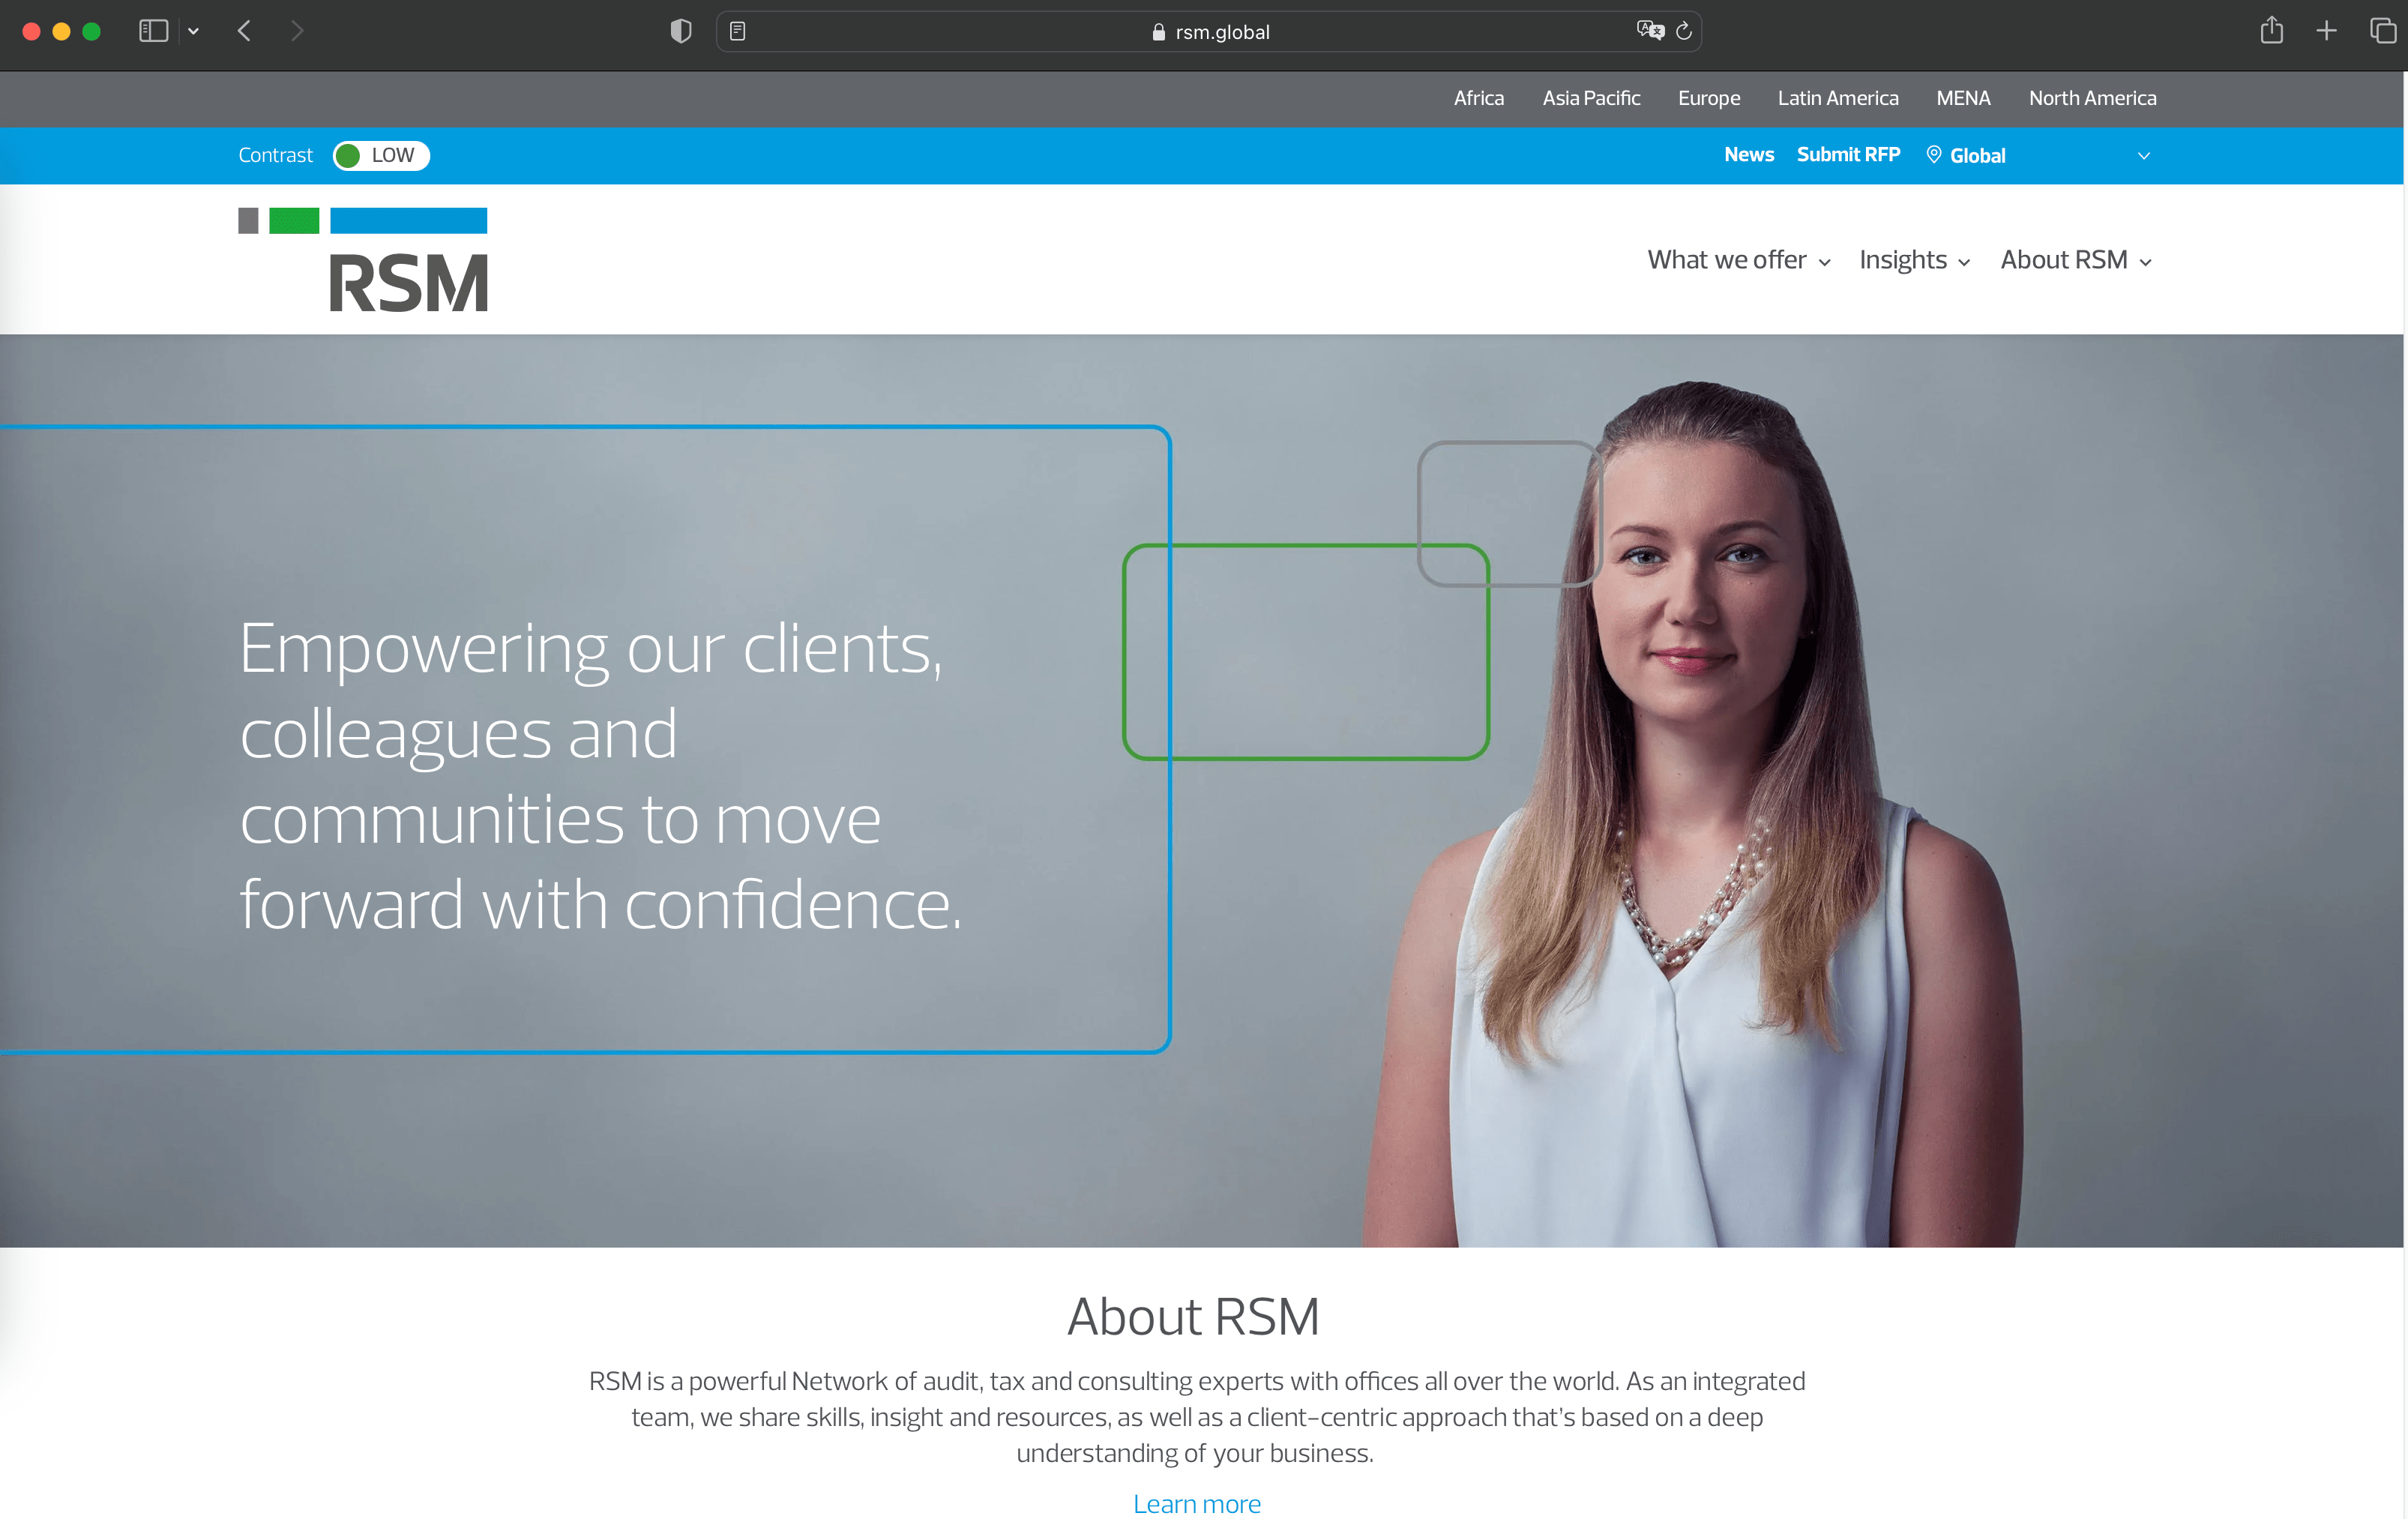 rsm.global
Africa Asia Pacific Europe Latin America MENA North America
Contrast LOW News Submit RFP Global
RSM
What we offer Insights About RSM
Empowering our clients,
colleagues and
communities to move
forward with confidence.
About RSM
RSM is a powerful Network of audit, tax and consulting experts with offices all over the world. As an integrated
team, we share skills, insight and resources, as well as a client-centric approach that's based on a deep
understanding of your business.
Learn more